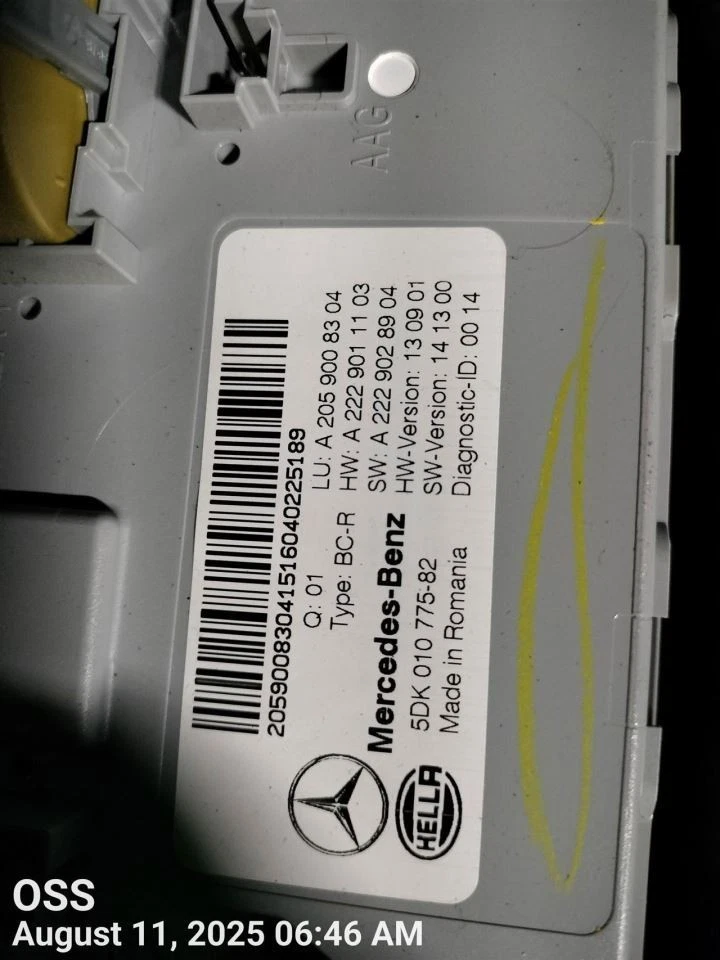 AAG
20590083041516040225189
Q: 01
Type: BC-R
LU: A 205 900 83 04
HW: A 222 901 11 03
SW: A 222 902 89 04
HW-Version: 13 09 01
SW-Version: 14 13 00
Diagnostic-ID: 00 14
Mercedes-Benz
5DK 010 775-82
Made in Romania
HELLA
OSS
August 11, 2025 06:46 AM